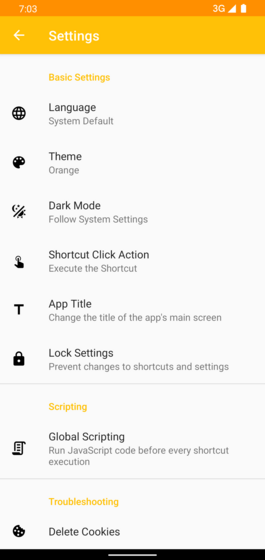 7:03
3G
Settings
Basic Settings
Language
System Default
Theme
Orange
Dark Mode
Follow System Settings
Shortcut Click Action
Execute the Shortcut
App Title
Change the title of the app's main screen
Lock Settings
Prevent changes to shortcuts and settings
Scripting
Global Scripting
Run JavaScript code before every shortcut
execution
Troubleshooting
Delete Cookies